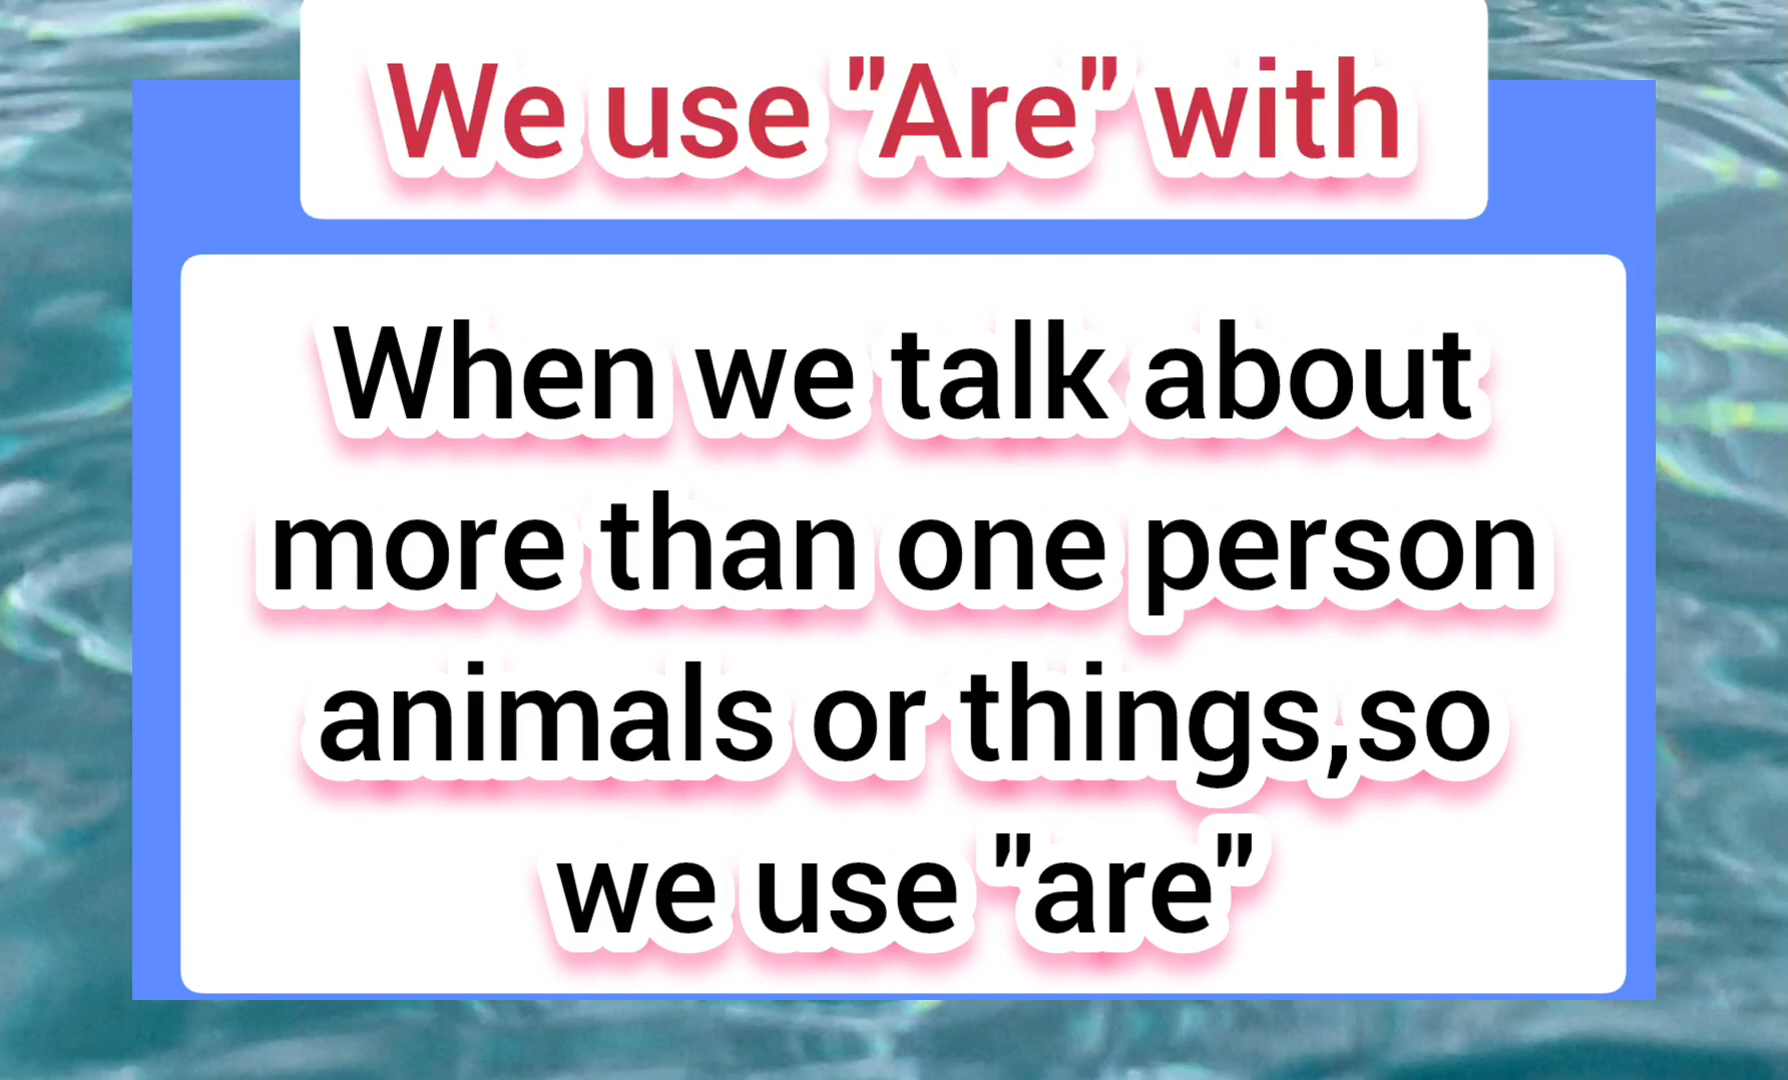 We use "Are" with
When we talk about
more than one person
animals or things,so
we use "are"